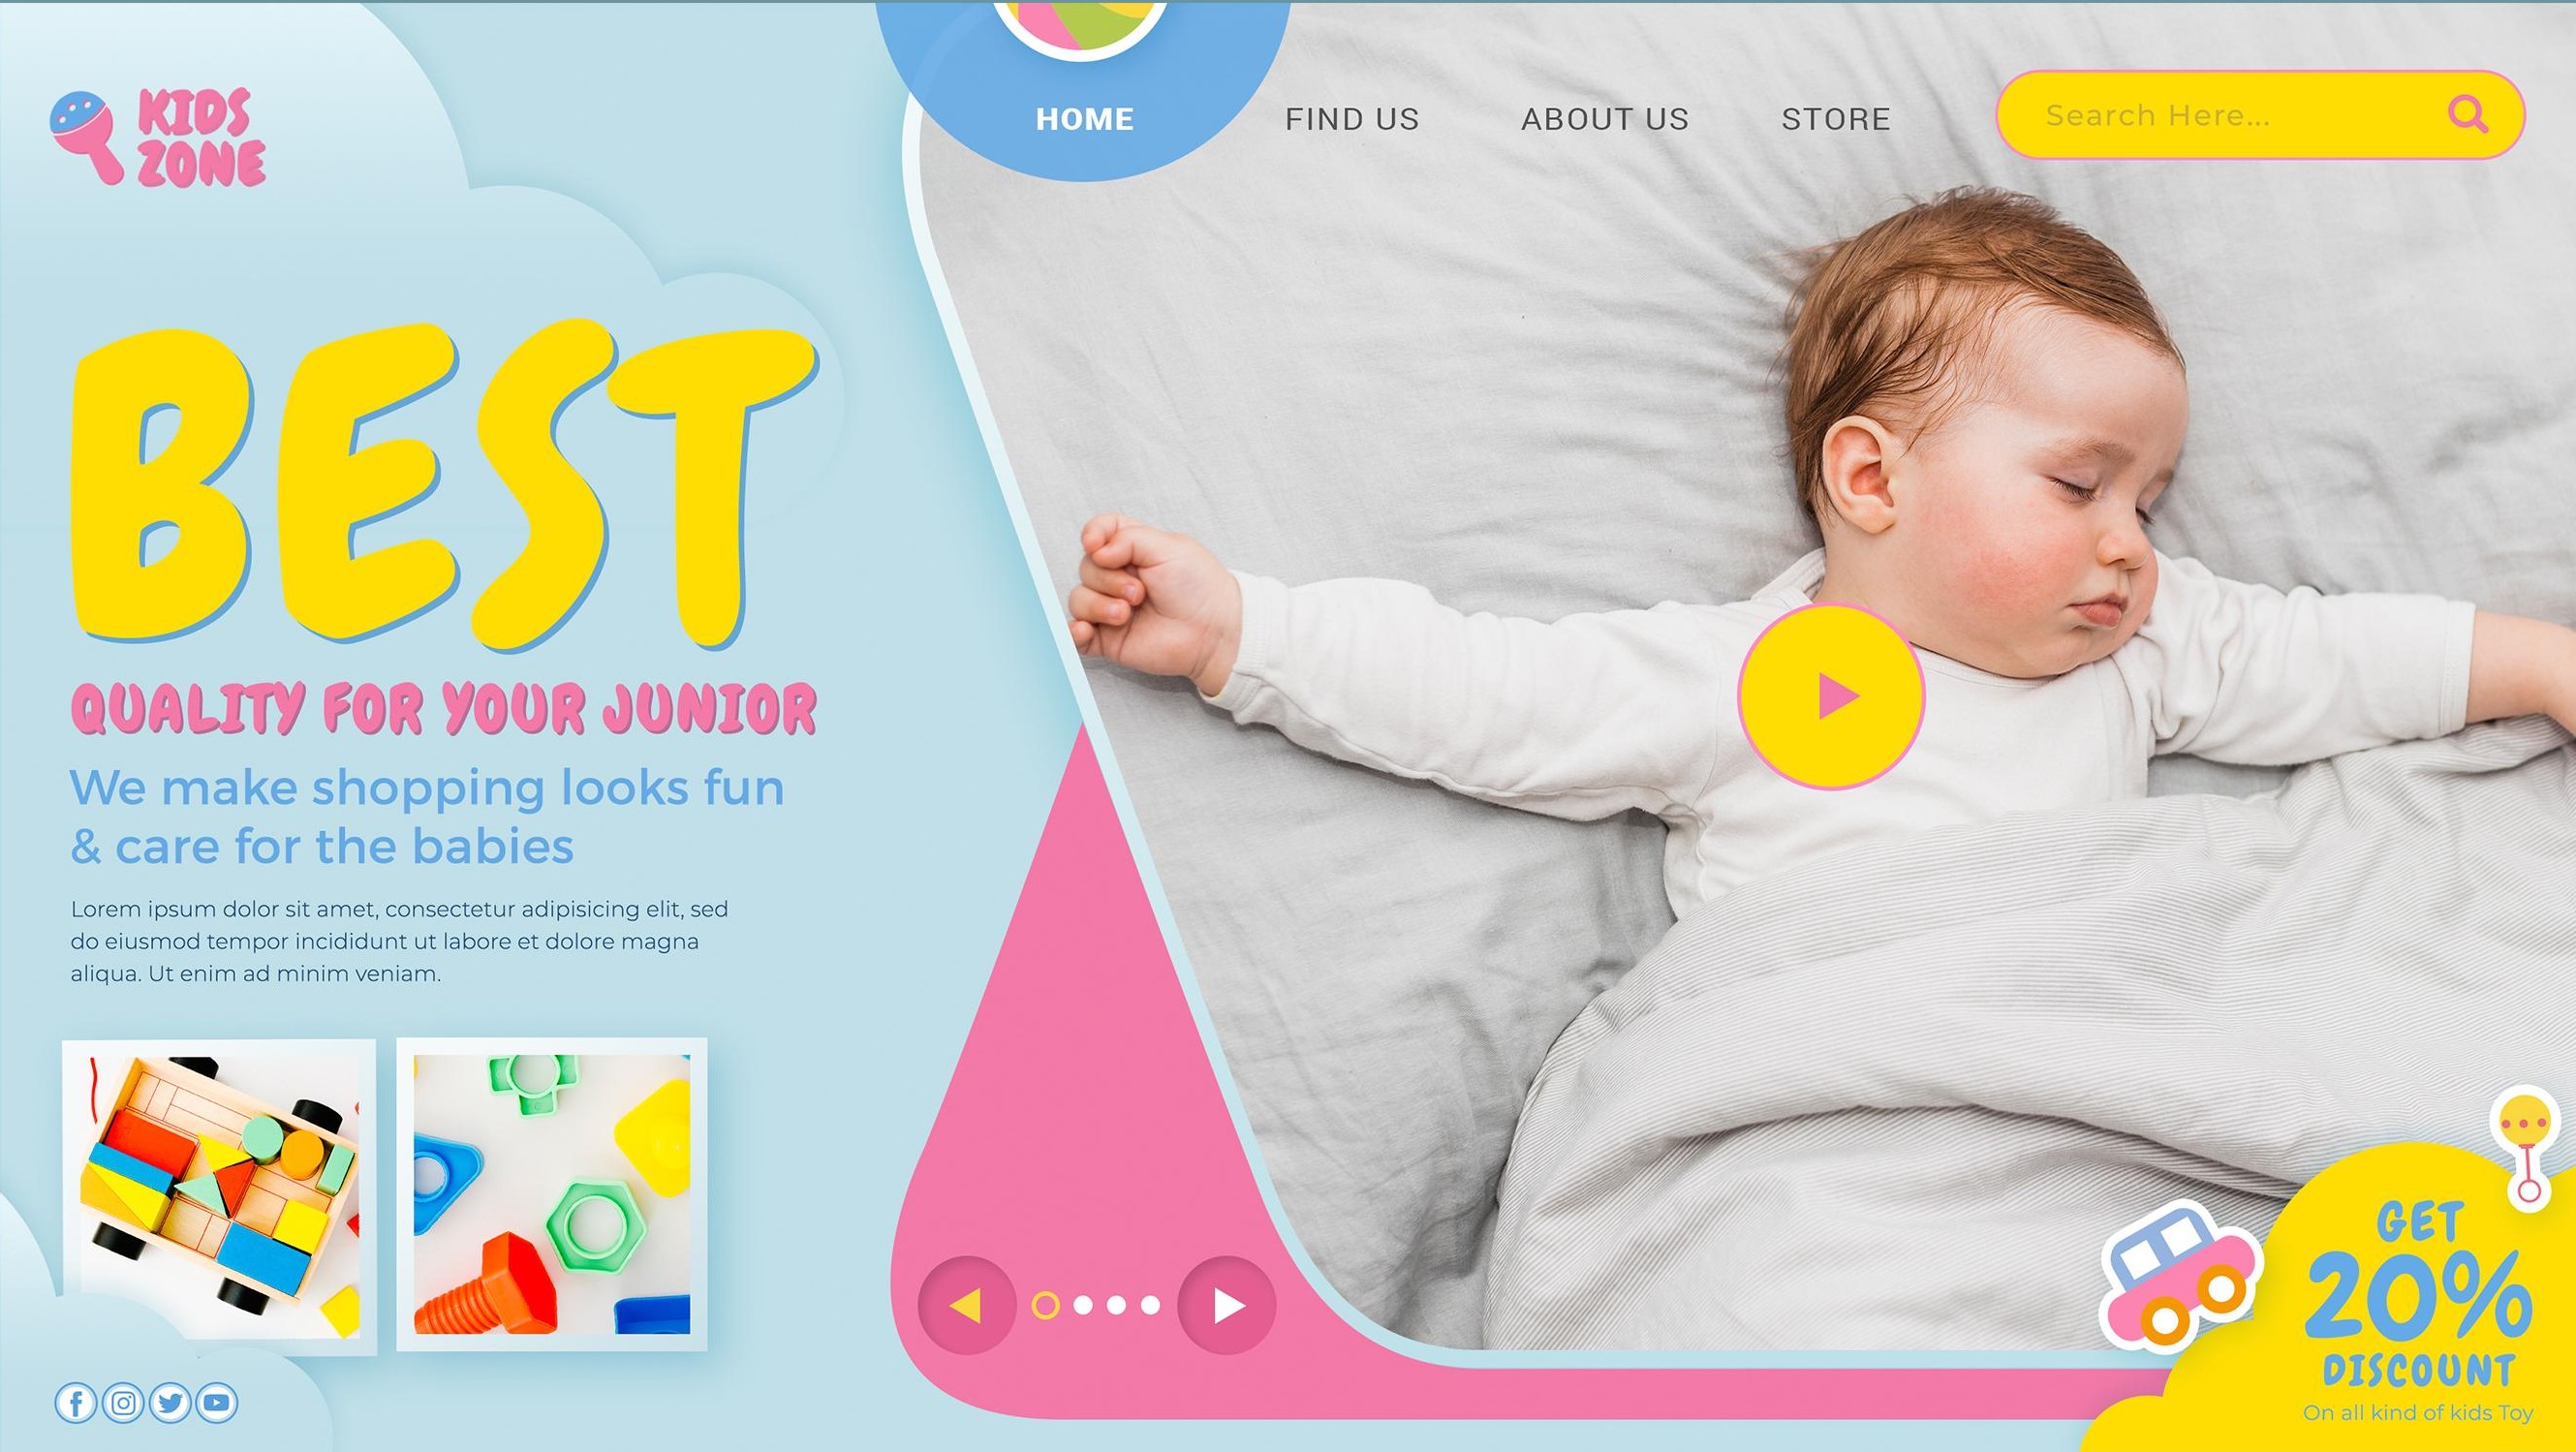 KIDS
ZONE
HOME
FIND US
ABOUT US
STORE
Search Here...
BEST
QUALITY FOR YOUR JUNIOR
We make shopping looks fun
& care for the babies
Lorem ipsum dolor sit amet, consectetur adipisicing elit, sed
do eiusmod tempor incididunt ut labore et dolore magna
aliqua. Ut enim ad minim veniam.
GET
20%
DISCOUNT
On all kind of kids Toy